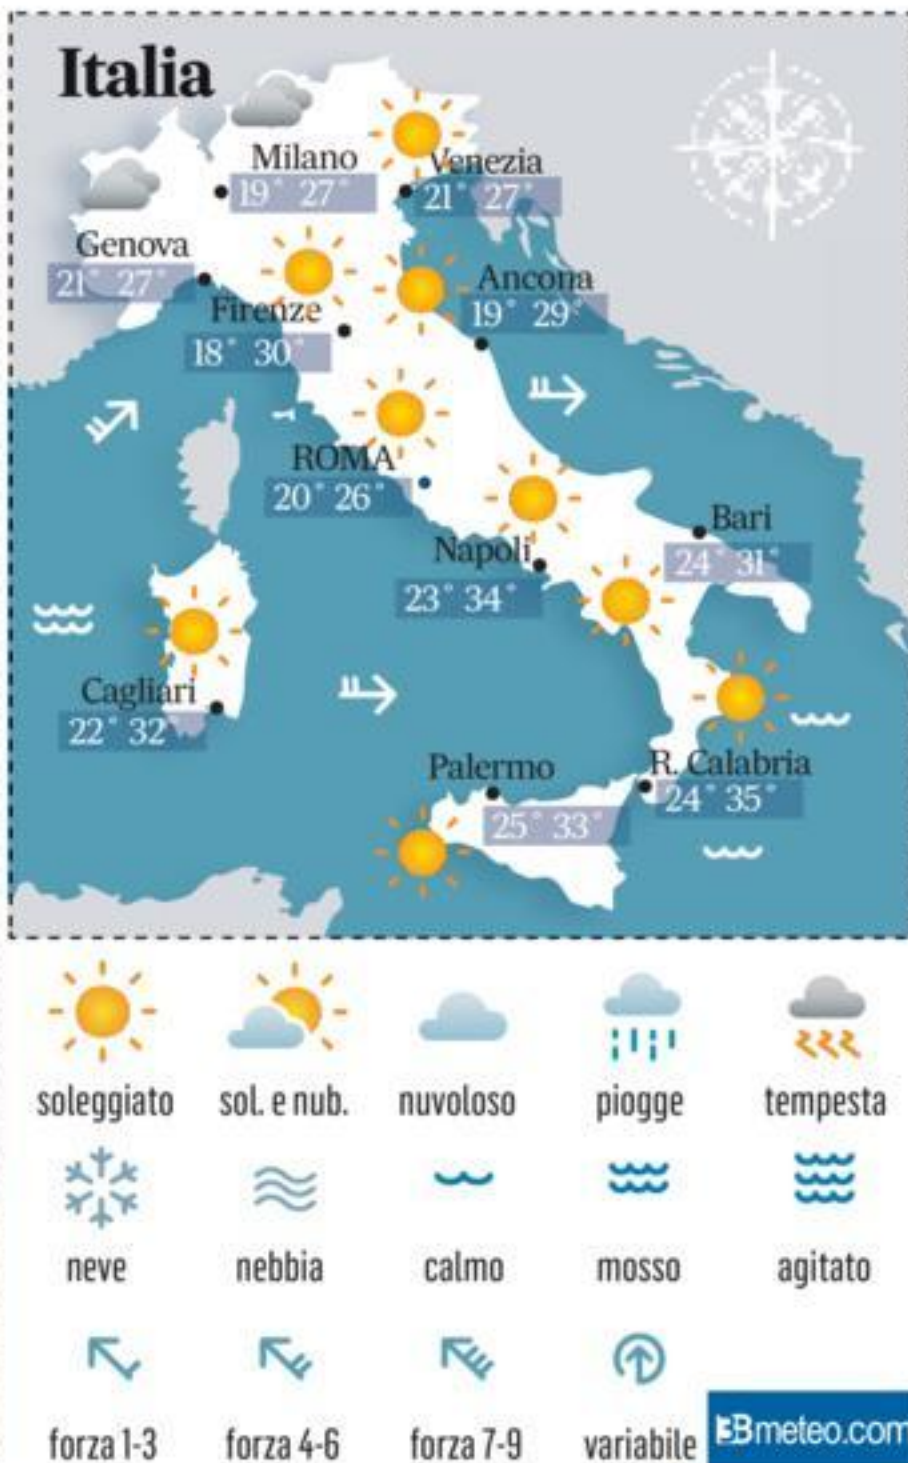 Italia
Milano
19° 27°
Venezia
21° 27°
Genova
21° 27°
Ancona
19° 29°
Firenze
18° 30°
ROMA
20° 26°
Bari
24° 31°
Napoli
23° 34°
Cagliari
22° 32°
Palermo
25° 33°
R. Calabria
24° 35°
soleggiato
sol. e nub.
nuvoloso
piogge
tempesta
neve
nebbia
calmo
mosso
agitato
forza 1-3
forza 4-6
forza 7-9
variabile
3Bmeteo.com